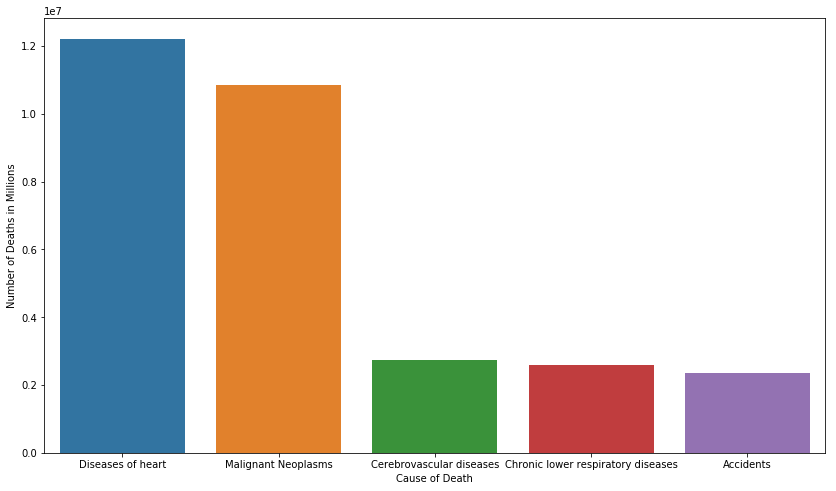 1e7
1.2
1.0
0.8
0.6
0.4
0.2
0.0
Number of Deaths in Millions
Diseases of heart
Malignant Neoplasms
Cerebrovascular diseases
Chronic lower respiratory diseases
Accidents
Cause of Death